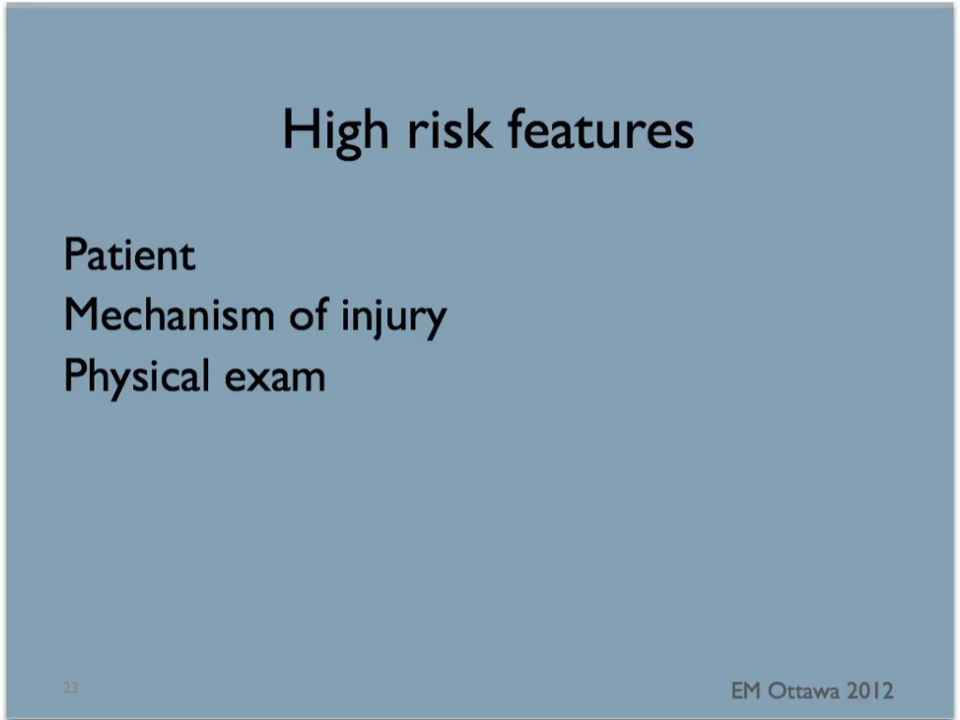 High risk features
Patient
Mechanism of injury
Physical exam
23
EM Ottawa 2012